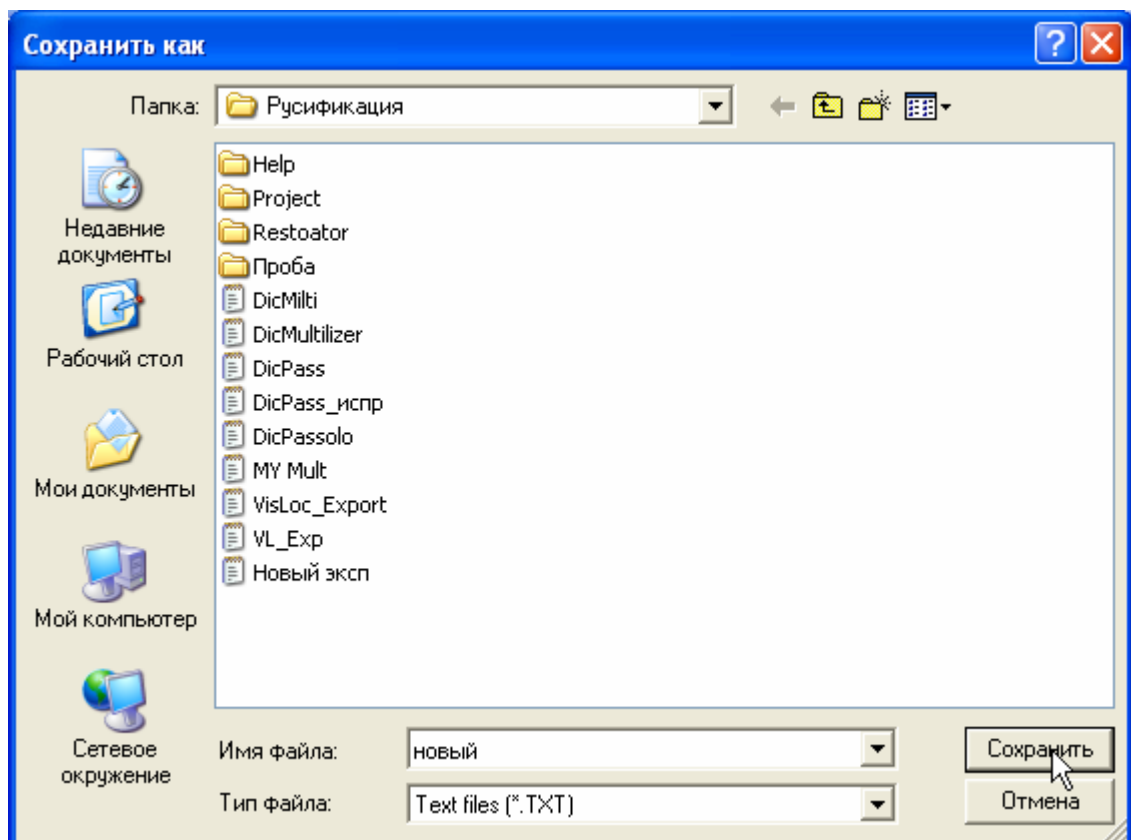 Сохранить как
Папка:
Русификация
Недавние
документы
Рабочий стол
Мои документы
Мой компьютер
Сетевое
окружение
Help
Project
Restoator
Проба
DicMilti
DicMultilizer
DicPass
DicPass_испр
DicPassolo
MY Mult
VisLoc_Export
VL_Exp
Новый эксп
Имя файла:
новый
Сохранить
Тип файла:
Text files (*.TXT)
Отмена